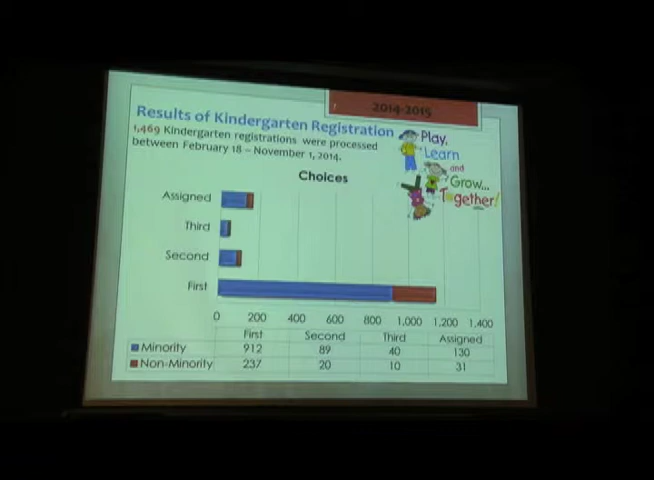 2014-2015
Results of Kindergarten Registration
1,469 Kindergarten registrations were processed
between February 18 – November 1, 2014.
Play,
Learn
and
Grow...
Together!
Choices
Assigned
Third
Second
First
0 200 400 600 800 1,000 1,200 1,400
First Second Third Assigned
Minority 912 89 40 130
Non-Minority 237 20 10 31